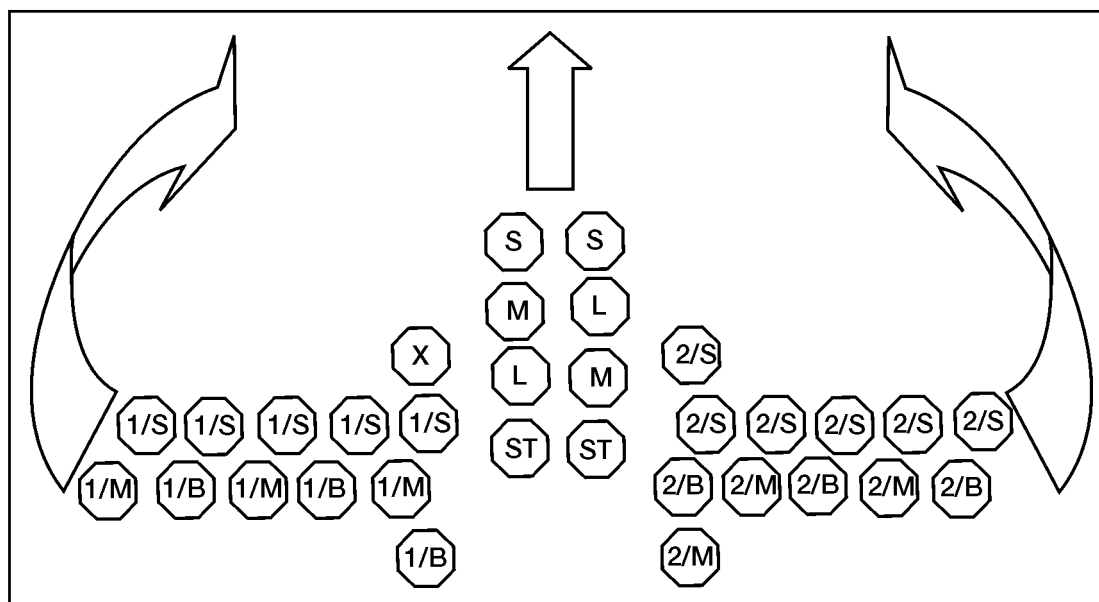 S S
M L
X L M 2/S
1/S 1/S 1/S 1/S 1/S ST ST 2/S 2/S 2/S 2/S 2/S
1/M 1/B 1/M 1/B 1/M 2/B 2/M 2/B 2/M 2/B
1/B 2/M